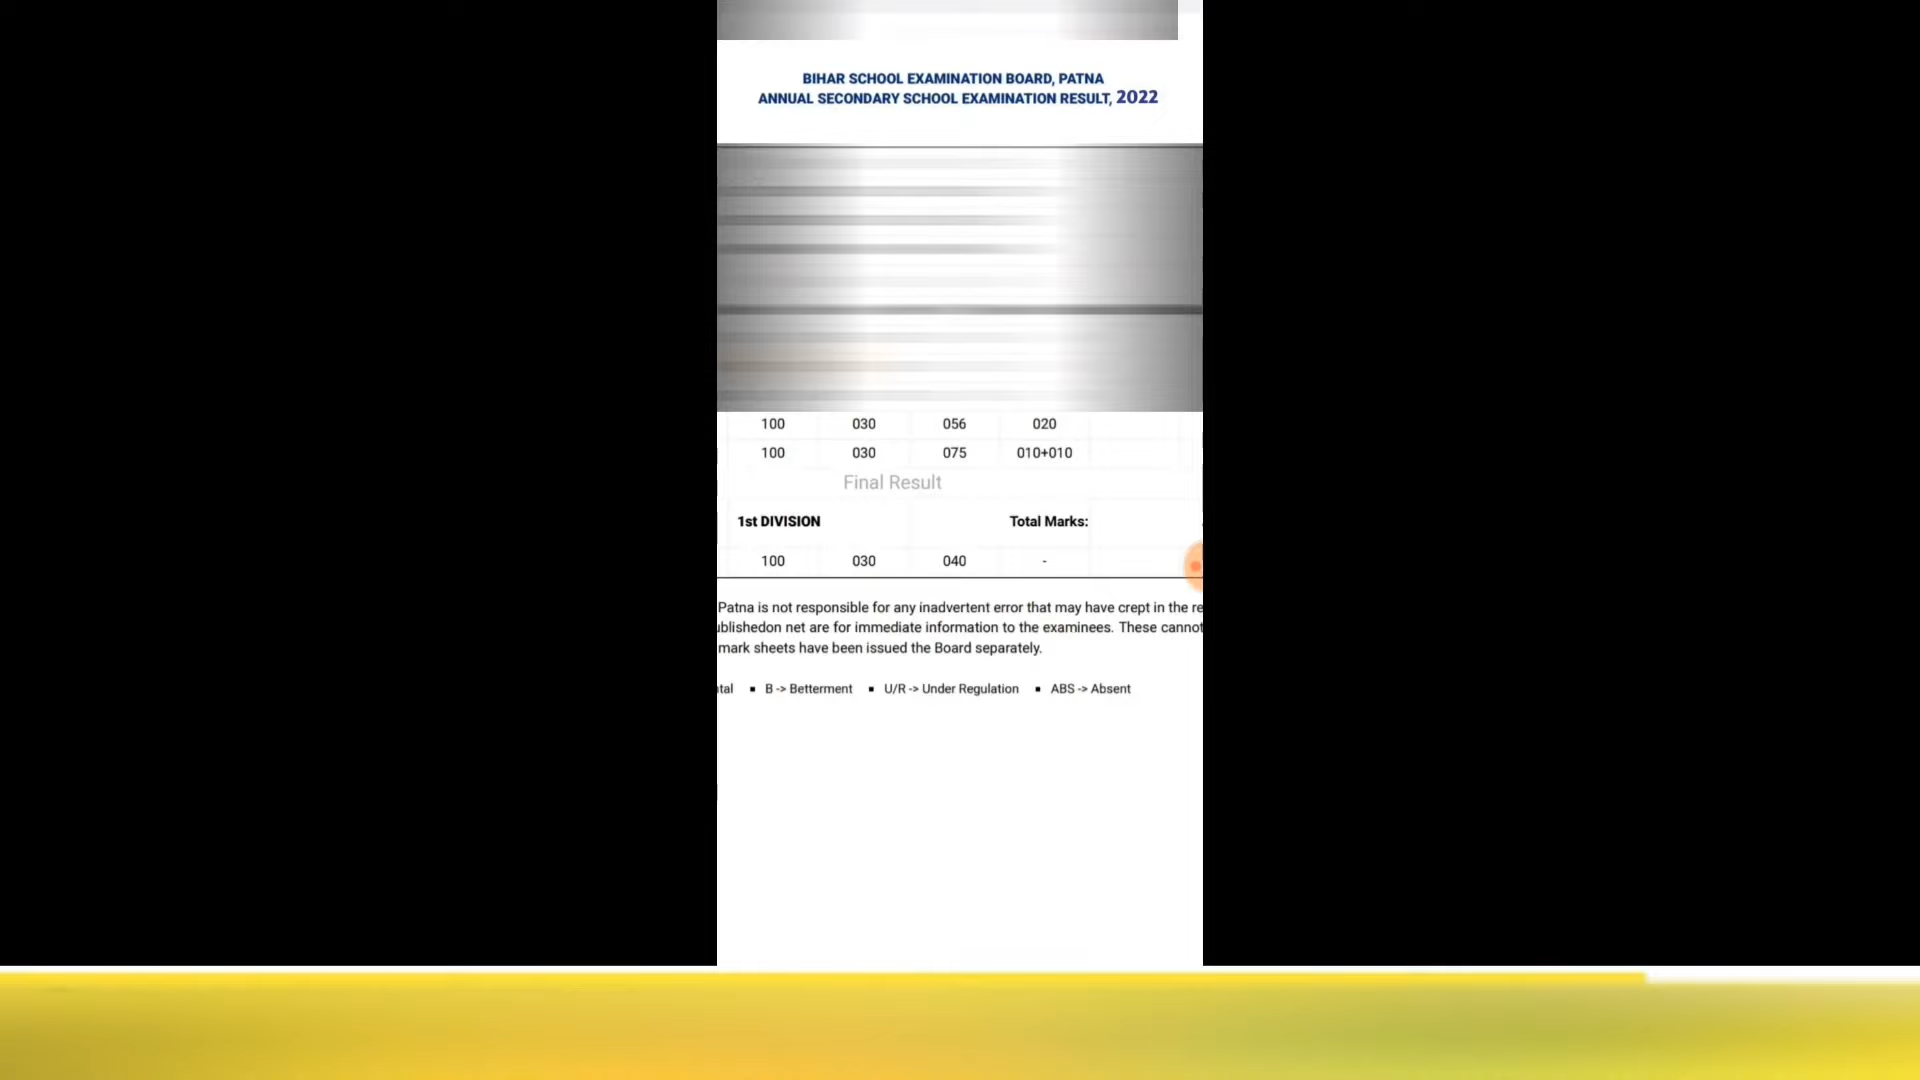 BIHAR SCHOOL EXAMINATION BOARD, PATNA
ANNUAL SECONDARY SCHOOL EXAMINATION RESULT, 2022
100 030 056 020
100 030 075 010+010
Final Result
1st DIVISION Total Marks:
100 030 040 -
Patna is not responsible for any inadvertent error that may have crept in the re
blishedon net are for immediate information to the examinees. These cannot
mark sheets have been issued the Board separately.
ntal ▪ B -> Betterment ▪ U/R -> Under Regulation ▪ ABS -> Absent